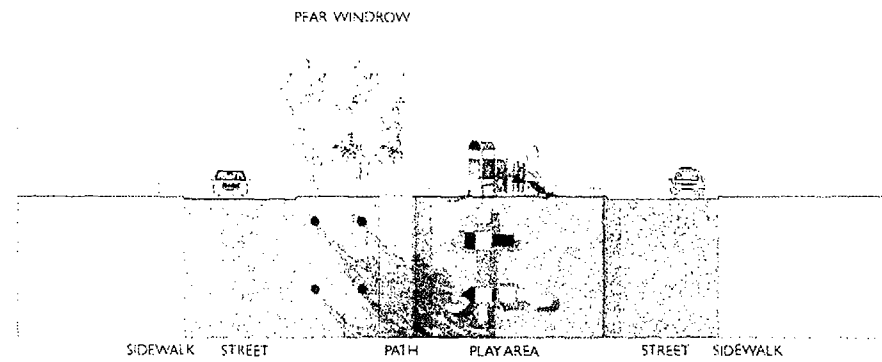 PEAR WINDROW
SIDEWALK STREET PATH PLAY AREA STREET SIDEWALK